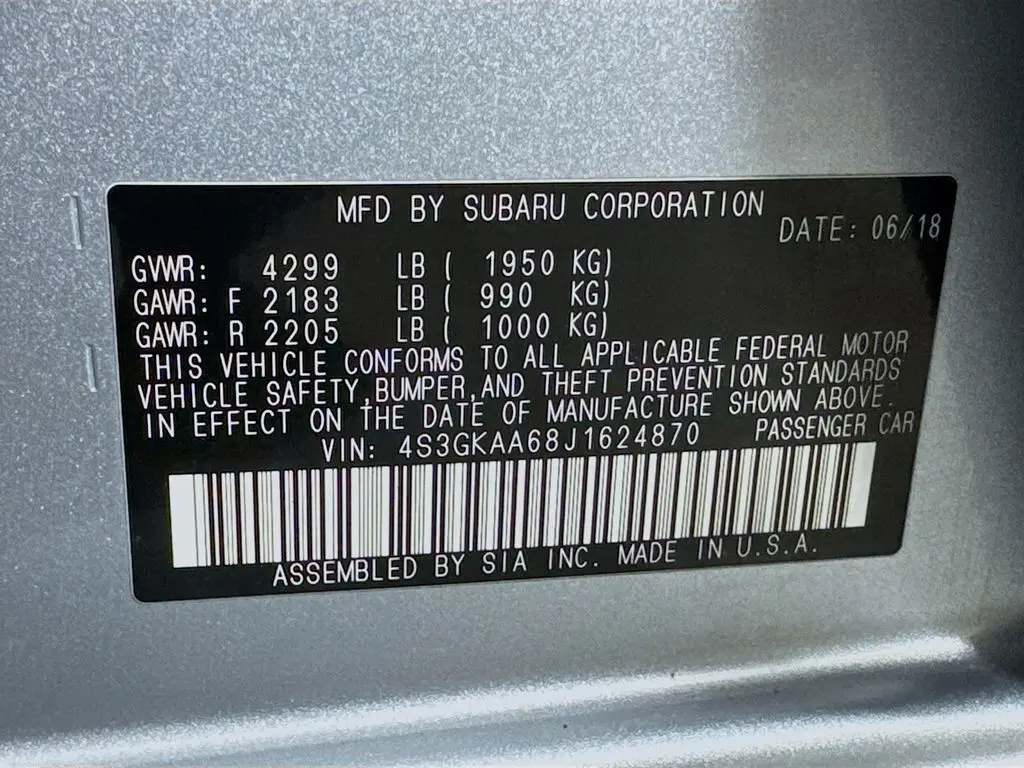 MFD BY SUBARU CORPORATION
DATE: 06/18
GVWR: 4299 LB ( 1950 KG)
GAWR: F 2183 LB ( 990 KG)
GAWR: R 2205 LB ( 1000 KG)
THIS VEHICLE CONFORMS TO ALL APPLICABLE FEDERAL MOTOR
VEHICLE SAFETY,BUMPER,AND THEFT PREVENTION STANDARDS
IN EFFECT ON THE DATE OF MANUFACTURE SHOWN ABOVE.
VIN: 4S3GKAA68J1624870 PASSENGER CAR
ASSEMBLED BY SIA INC. MADE IN U.S.A.